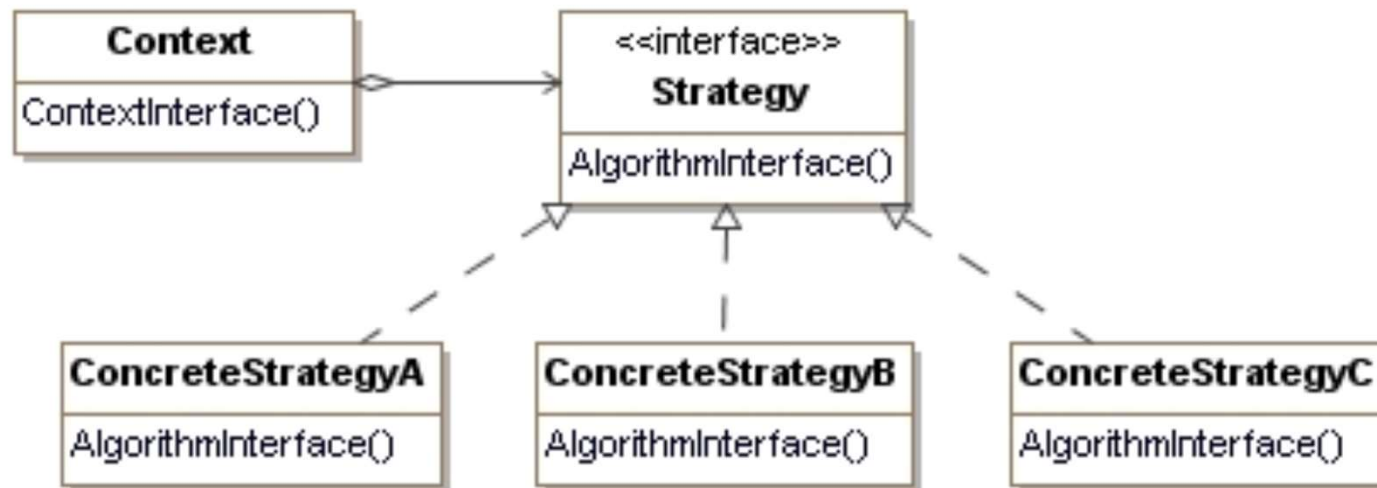 Context
ContextInterface()
<<interface>>
Strategy
AlgorithmInterface()
ConcreteStrategyA
AlgorithmInterface()
ConcreteStrategyB
AlgorithmInterface()
ConcreteStrategyC
AlgorithmInterface()